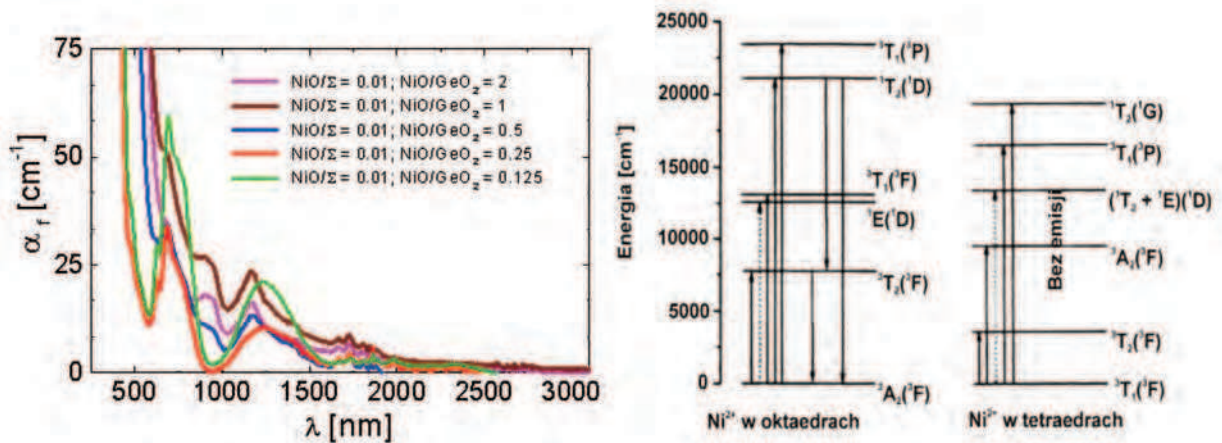 75
50
25
0
α f [cm⁻¹]
NiO/Σ = 0.01; NiO/GeO₂ = 2
NiO/Σ = 0.01; NiO/GeO₂ = 1
NiO/Σ = 0.01; NiO/GeO₂ = 0.5
NiO/Σ = 0.01; NiO/GeO₂ = 0.25
NiO/Σ = 0.01; NiO/GeO₂ = 0.125
500 1000 1500 2000 2500 3000
λ [nm]
Energia [cm⁻¹]
25000
20000
15000
10000
5000
0
³T₁(³P)
¹T₂(¹D)
³T₁(³F)
¹E(¹D)
³T₂(³F)
³A₂(³F)
Ni²⁺ w oktaedrach
¹T₂(¹G)
³T₁(³P)
(¹T₂ + ¹E)(¹D)
³A₂(³F)
³T₂(³F)
³T₁(³F)
Bez emisji
Ni²⁺ w tetraedrach